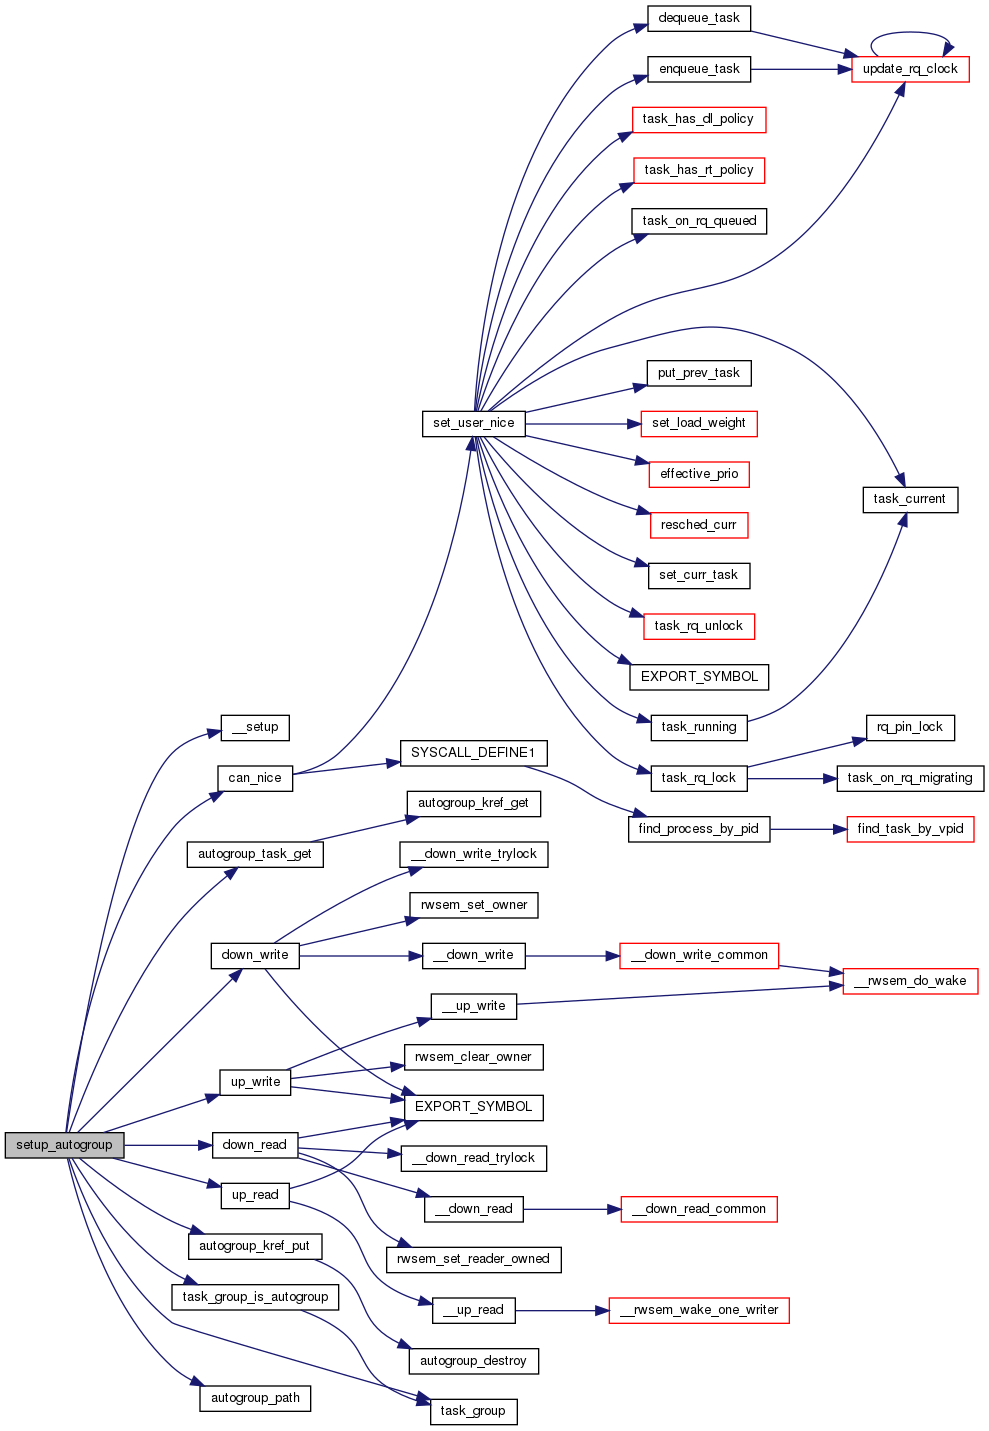 dequeue_task
update_rq_clock
enqueue_task
task_has_dl_policy
task_has_rt_policy
task_on_rq_queued
put_prev_task
set_user_nice
set_load_weight
effective_prio
task_current
resched_curr
set_curr_task
task_rq_unlock
EXPORT_SYMBOL
__setup
task_running
rq_pin_lock
can_nice
SYSCALL_DEFINE1
task_rq_lock
task_on_rq_migrating
autogroup_kref_get
find_process_by_pid
find_task_by_vpid
autogroup_task_get
__down_write_trylock
rwsem_set_owner
down_write
__down_write
__down_write_common
__rwsem_do_wake
__up_write
rwsem_clear_owner
up_write
EXPORT_SYMBOL
setup_autogroup
down_read
__down_read_trylock
up_read
__down_read
__down_read_common
autogroup_kref_put
rwsem_set_reader_owned
task_group_is_autogroup
__up_read
__rwsem_wake_one_writer
autogroup_destroy
autogroup_path
task_group